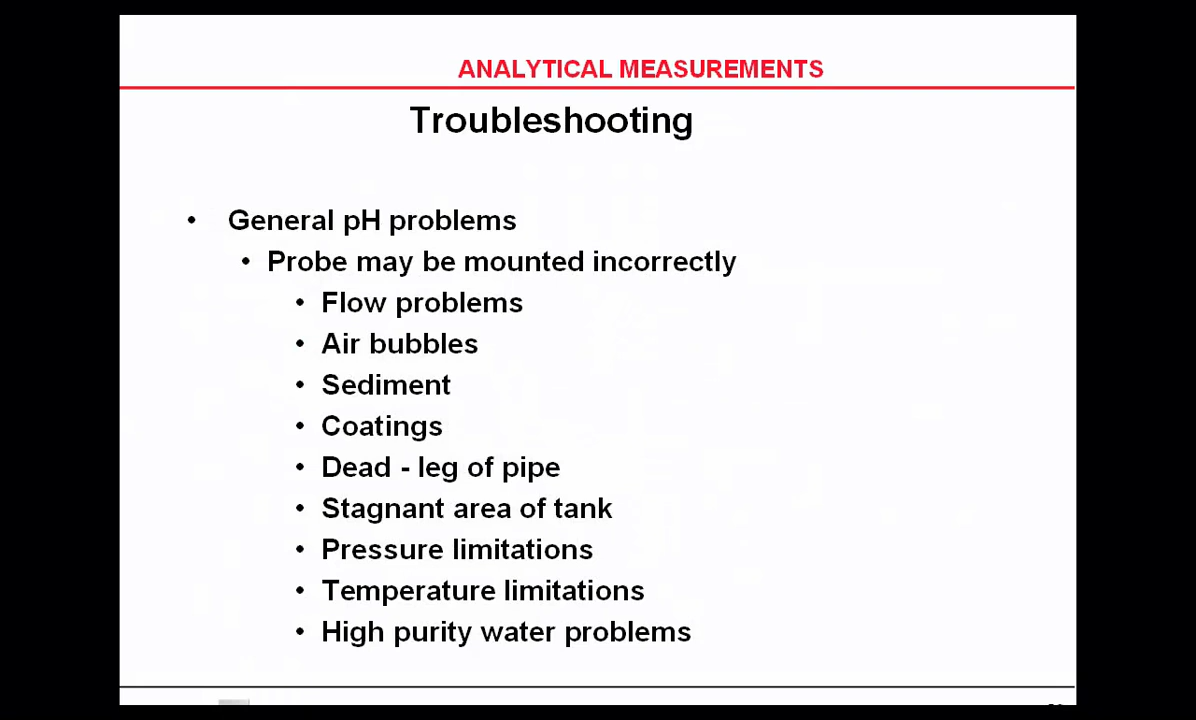 ANALYTICAL MEASUREMENTS
Troubleshooting
• General pH problems
• Probe may be mounted incorrectly
• Flow problems
• Air bubbles
• Sediment
• Coatings
• Dead - leg of pipe
• Stagnant area of tank
• Pressure limitations
• Temperature limitations
• High purity water problems